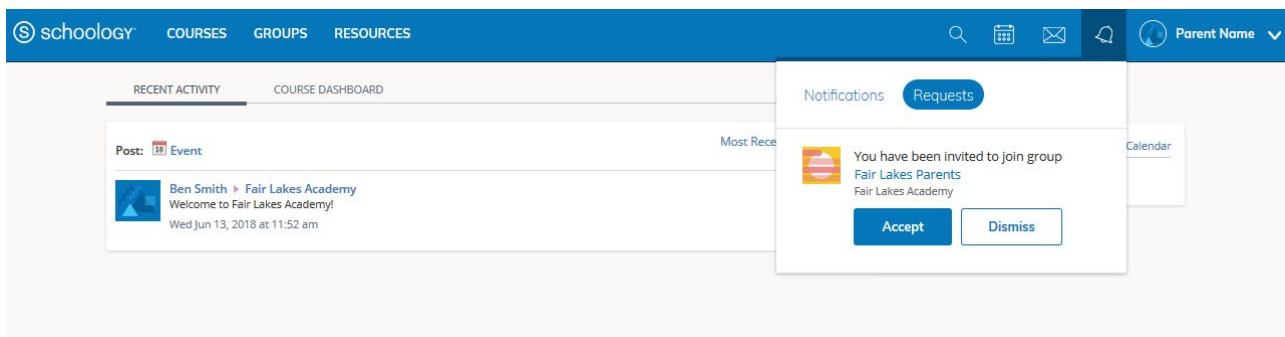 schoology COURSES GROUPS RESOURCES Parent Name
RECENT ACTIVITY COURSE DASHBOARD
Notifications Requests
Post: Event Most Rece
Calendar
Ben Smith Fair Lakes Academy
Welcome to Fair Lakes Academy!
Wed Jun 13, 2018 at 11:52 am
You have been invited to join group
Fair Lakes Parents
Fair Lakes Academy
Accept Dismiss